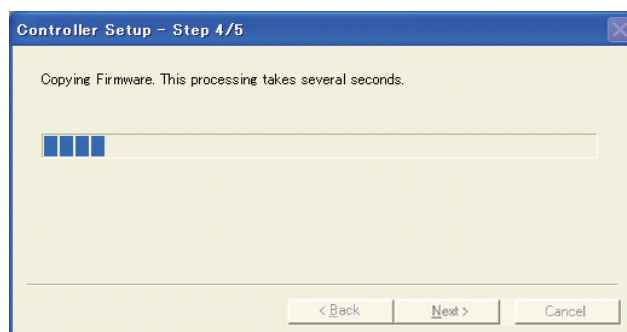 Controller Setup - Step 4/5
Copying Firmware. This processing takes several seconds.
< Back
Next >
Cancel